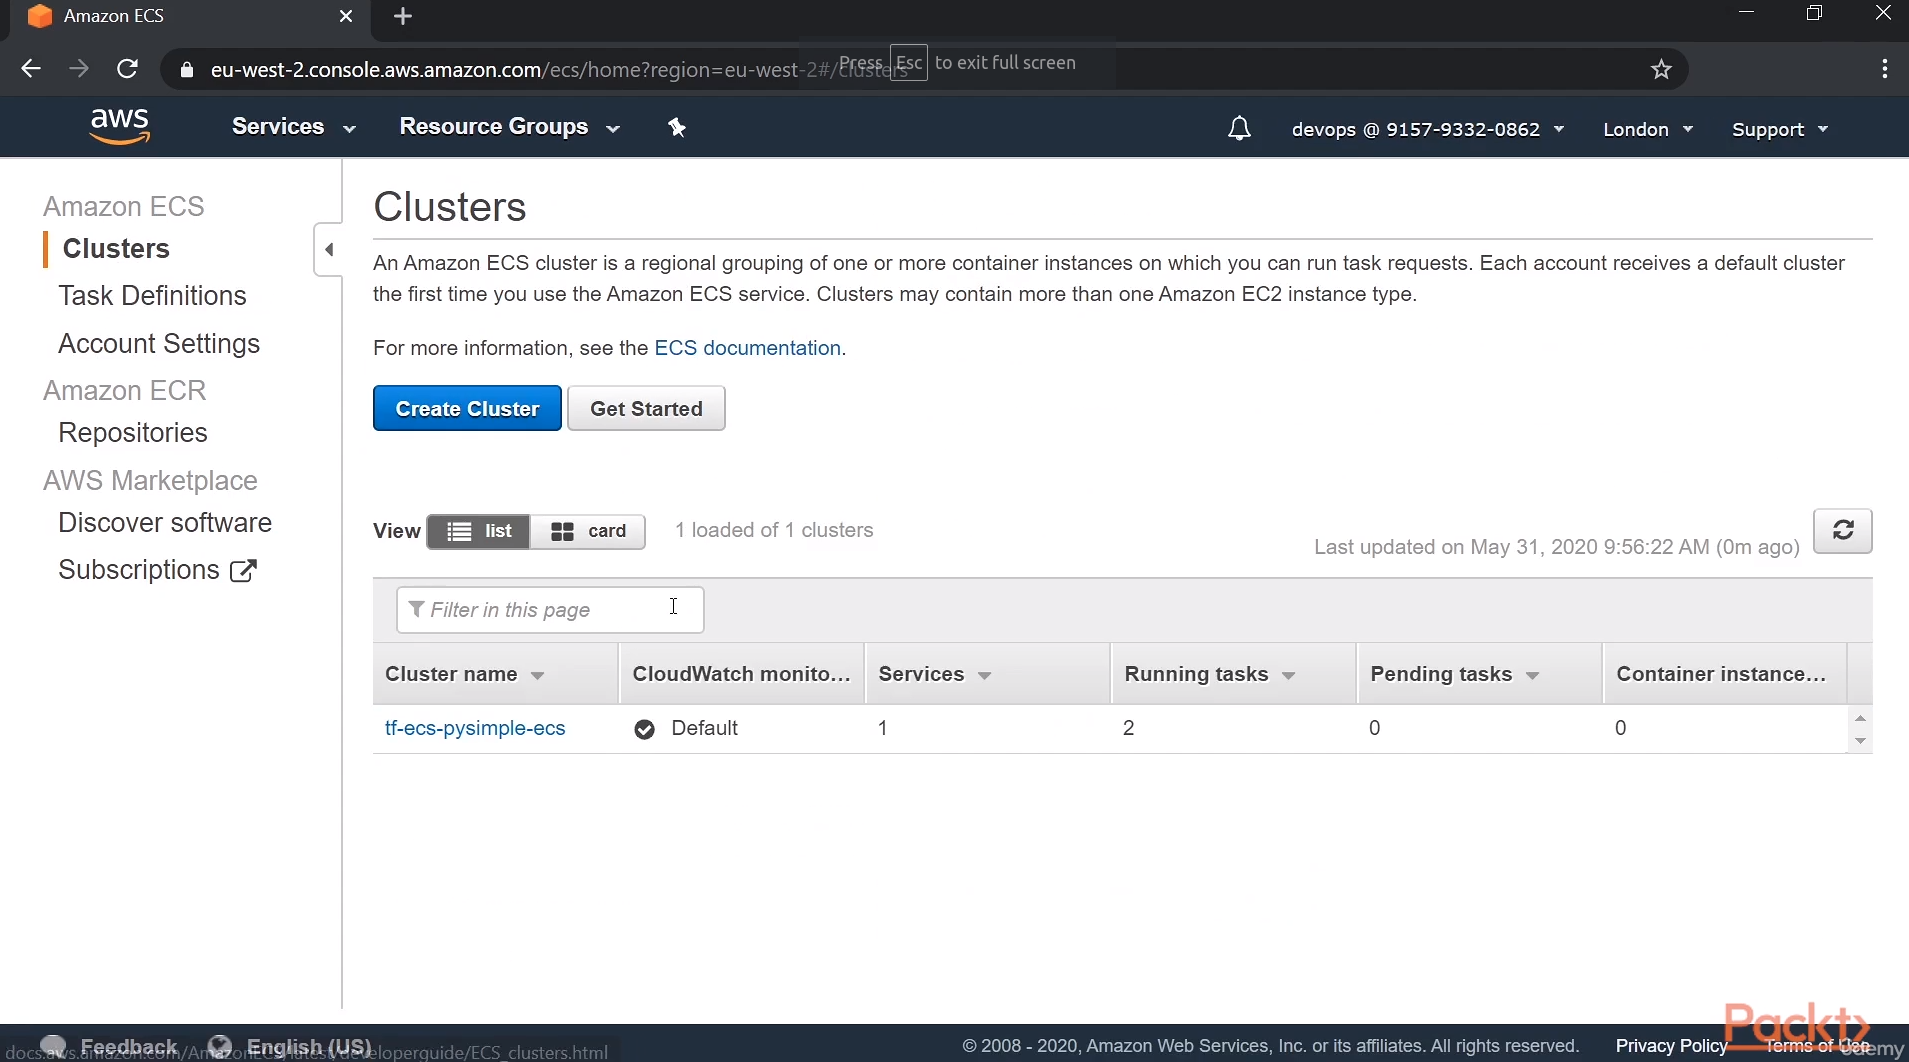 Amazon ECS
eu-west-2.console.aws.amazon.com/ecs/home?region=eu-west-2#/clusters
Press Esc to exit full screen
aws
Services
Resource Groups
devops @ 9157-9332-0862
London
Support
Amazon ECS
Clusters
Task Definitions
Account Settings
Amazon ECR
Repositories
AWS Marketplace
Discover software
Subscriptions
Clusters
An Amazon ECS cluster is a regional grouping of one or more container instances on which you can run task requests. Each account receives a default cluster
the first time you use the Amazon ECS service. Clusters may contain more than one Amazon EC2 instance type.
For more information, see the ECS documentation.
Create Cluster
Get Started
View list card 1 loaded of 1 clusters
Last updated on May 31, 2020 9:56:22 AM (0m ago)
Filter in this page
Cluster name CloudWatch monito... Services Running tasks Pending tasks Container instance...
tf-ecs-pysimple-ecs Default 1 2 0 0
Feedback English (US)
docs.aws.amazon.com/AmazonECS/latest/developerguide/ECS_clusters.html
© 2008 - 2020, Amazon Web Services, Inc. or its affiliates. All rights reserved. Privacy Policy Terms of Use
Packt
udemy